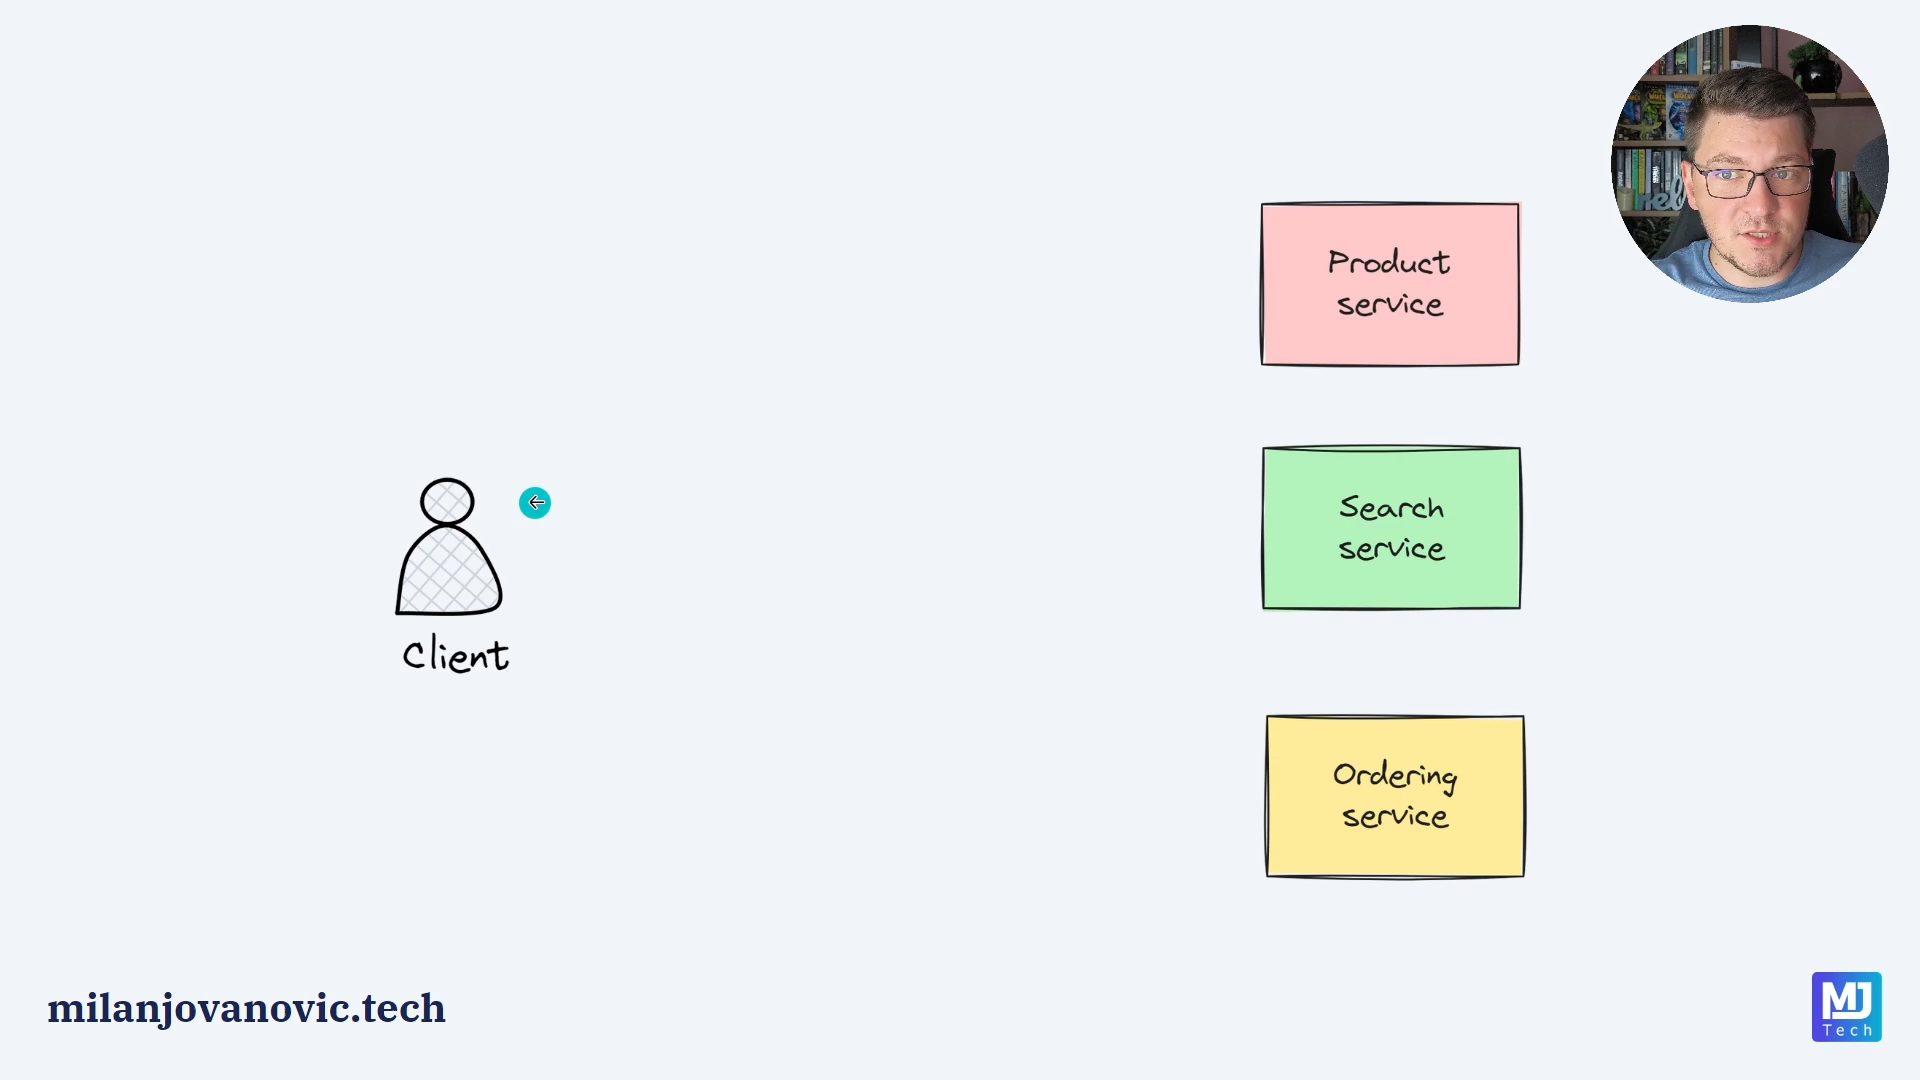 Product
service
Search
service
Client
Ordering
service
milanjovanovic.tech
MJ
Tech